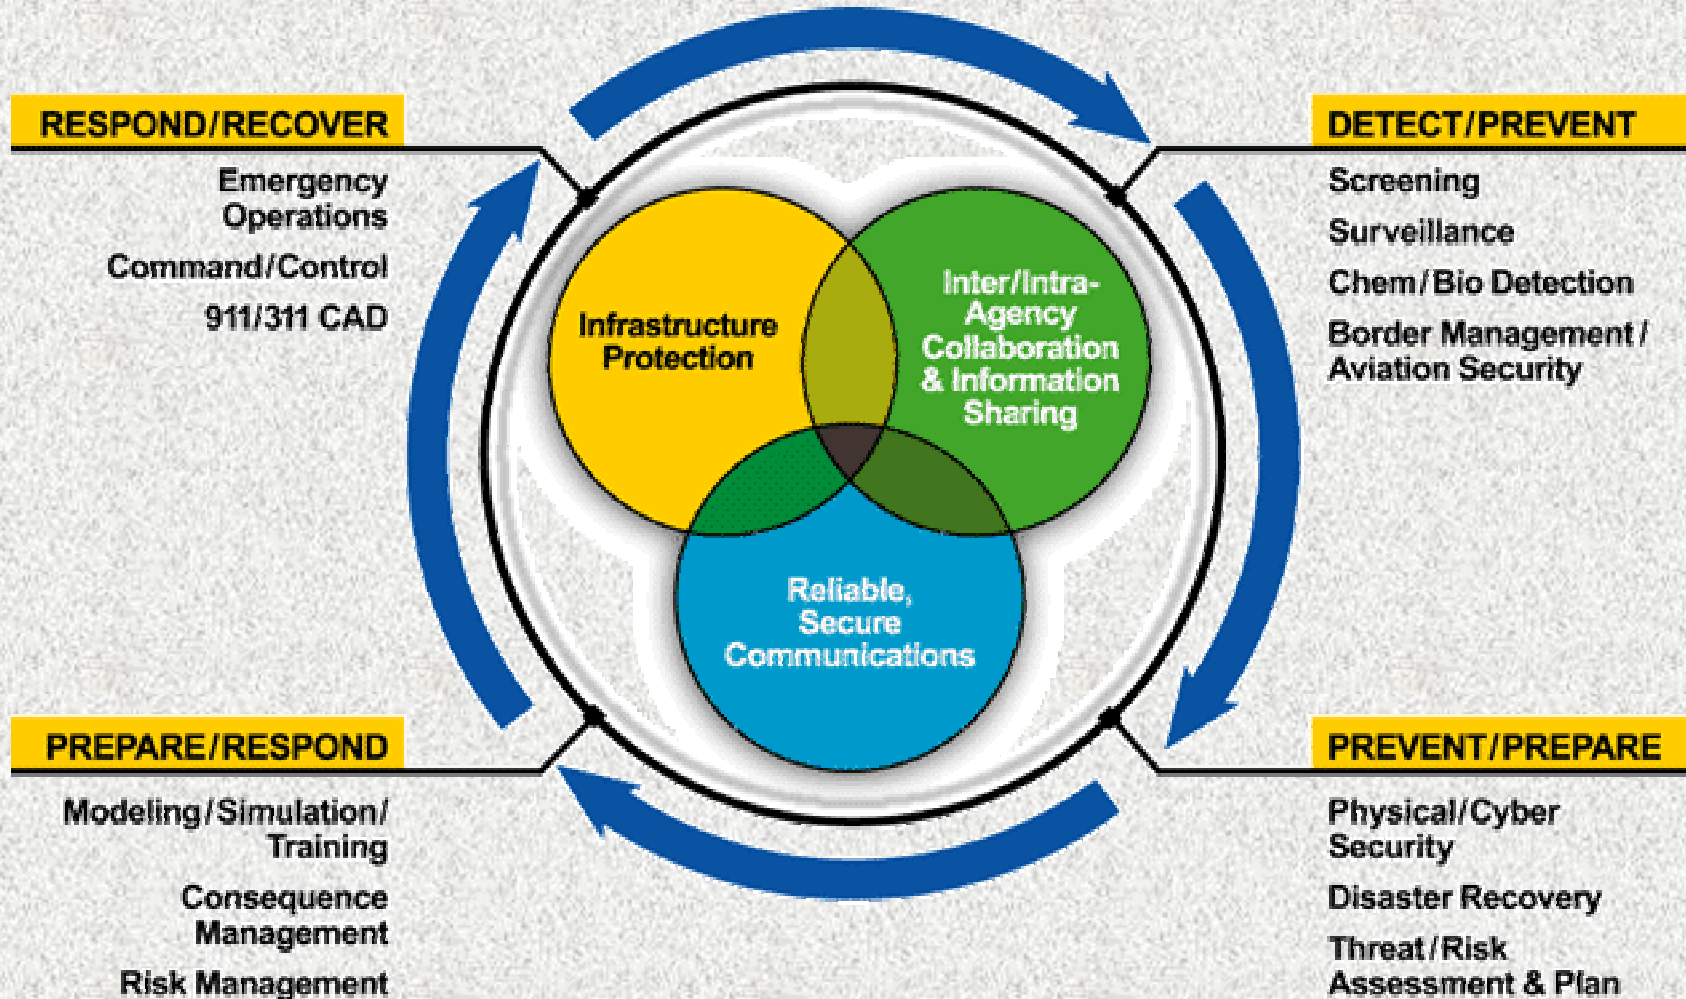 RESPOND/RECOVER
Emergency
Operations
Command/Control
911/311 CAD
DETECT/PREVENT
Screening
Surveillance
Chem/Bio Detection
Border Management/
Aviation Security
Infrastructure
Protection
Inter/Intra-
Agency
Collaboration
& Information
Sharing
Reliable,
Secure
Communications
PREPARE/RESPOND
Modeling/Simulation/
Training
Consequence
Management
Risk Management
PREVENT/PREPARE
Physical/Cyber
Security
Disaster Recovery
Threat/Risk
Assessment & Plan